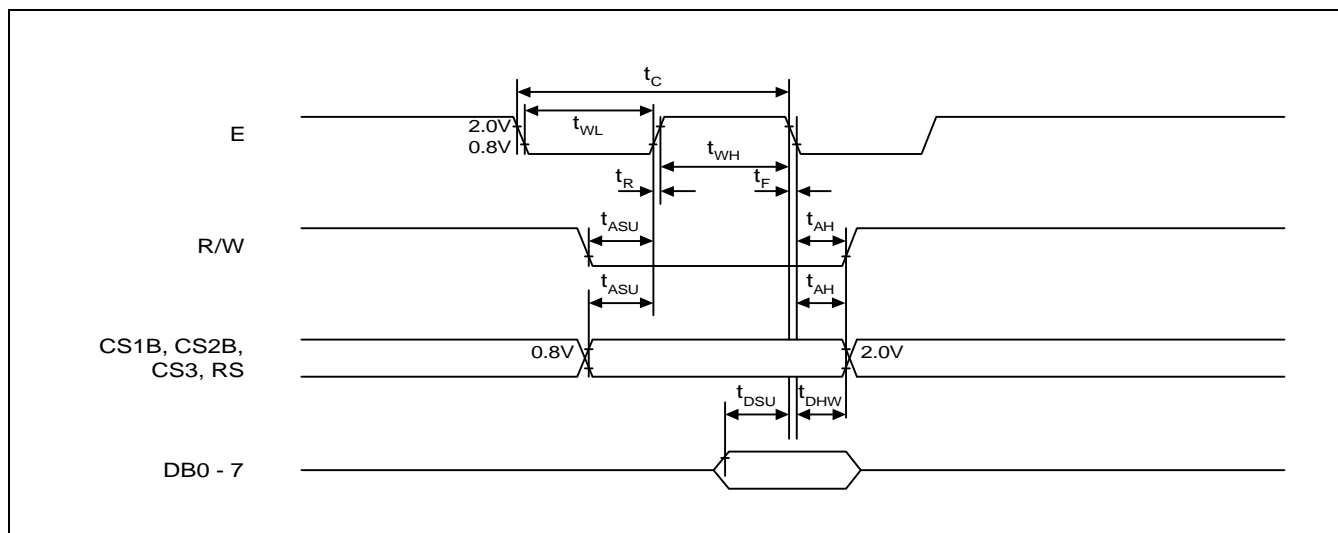 tC
2.0V
0.8V
tWL
E
tWH
tR
tF
tASU
tAH
R/W
tASU
tAH
CS1B, CS2B,
CS3, RS
0.8V
2.0V
tDSU
tDHW
DB0 - 7